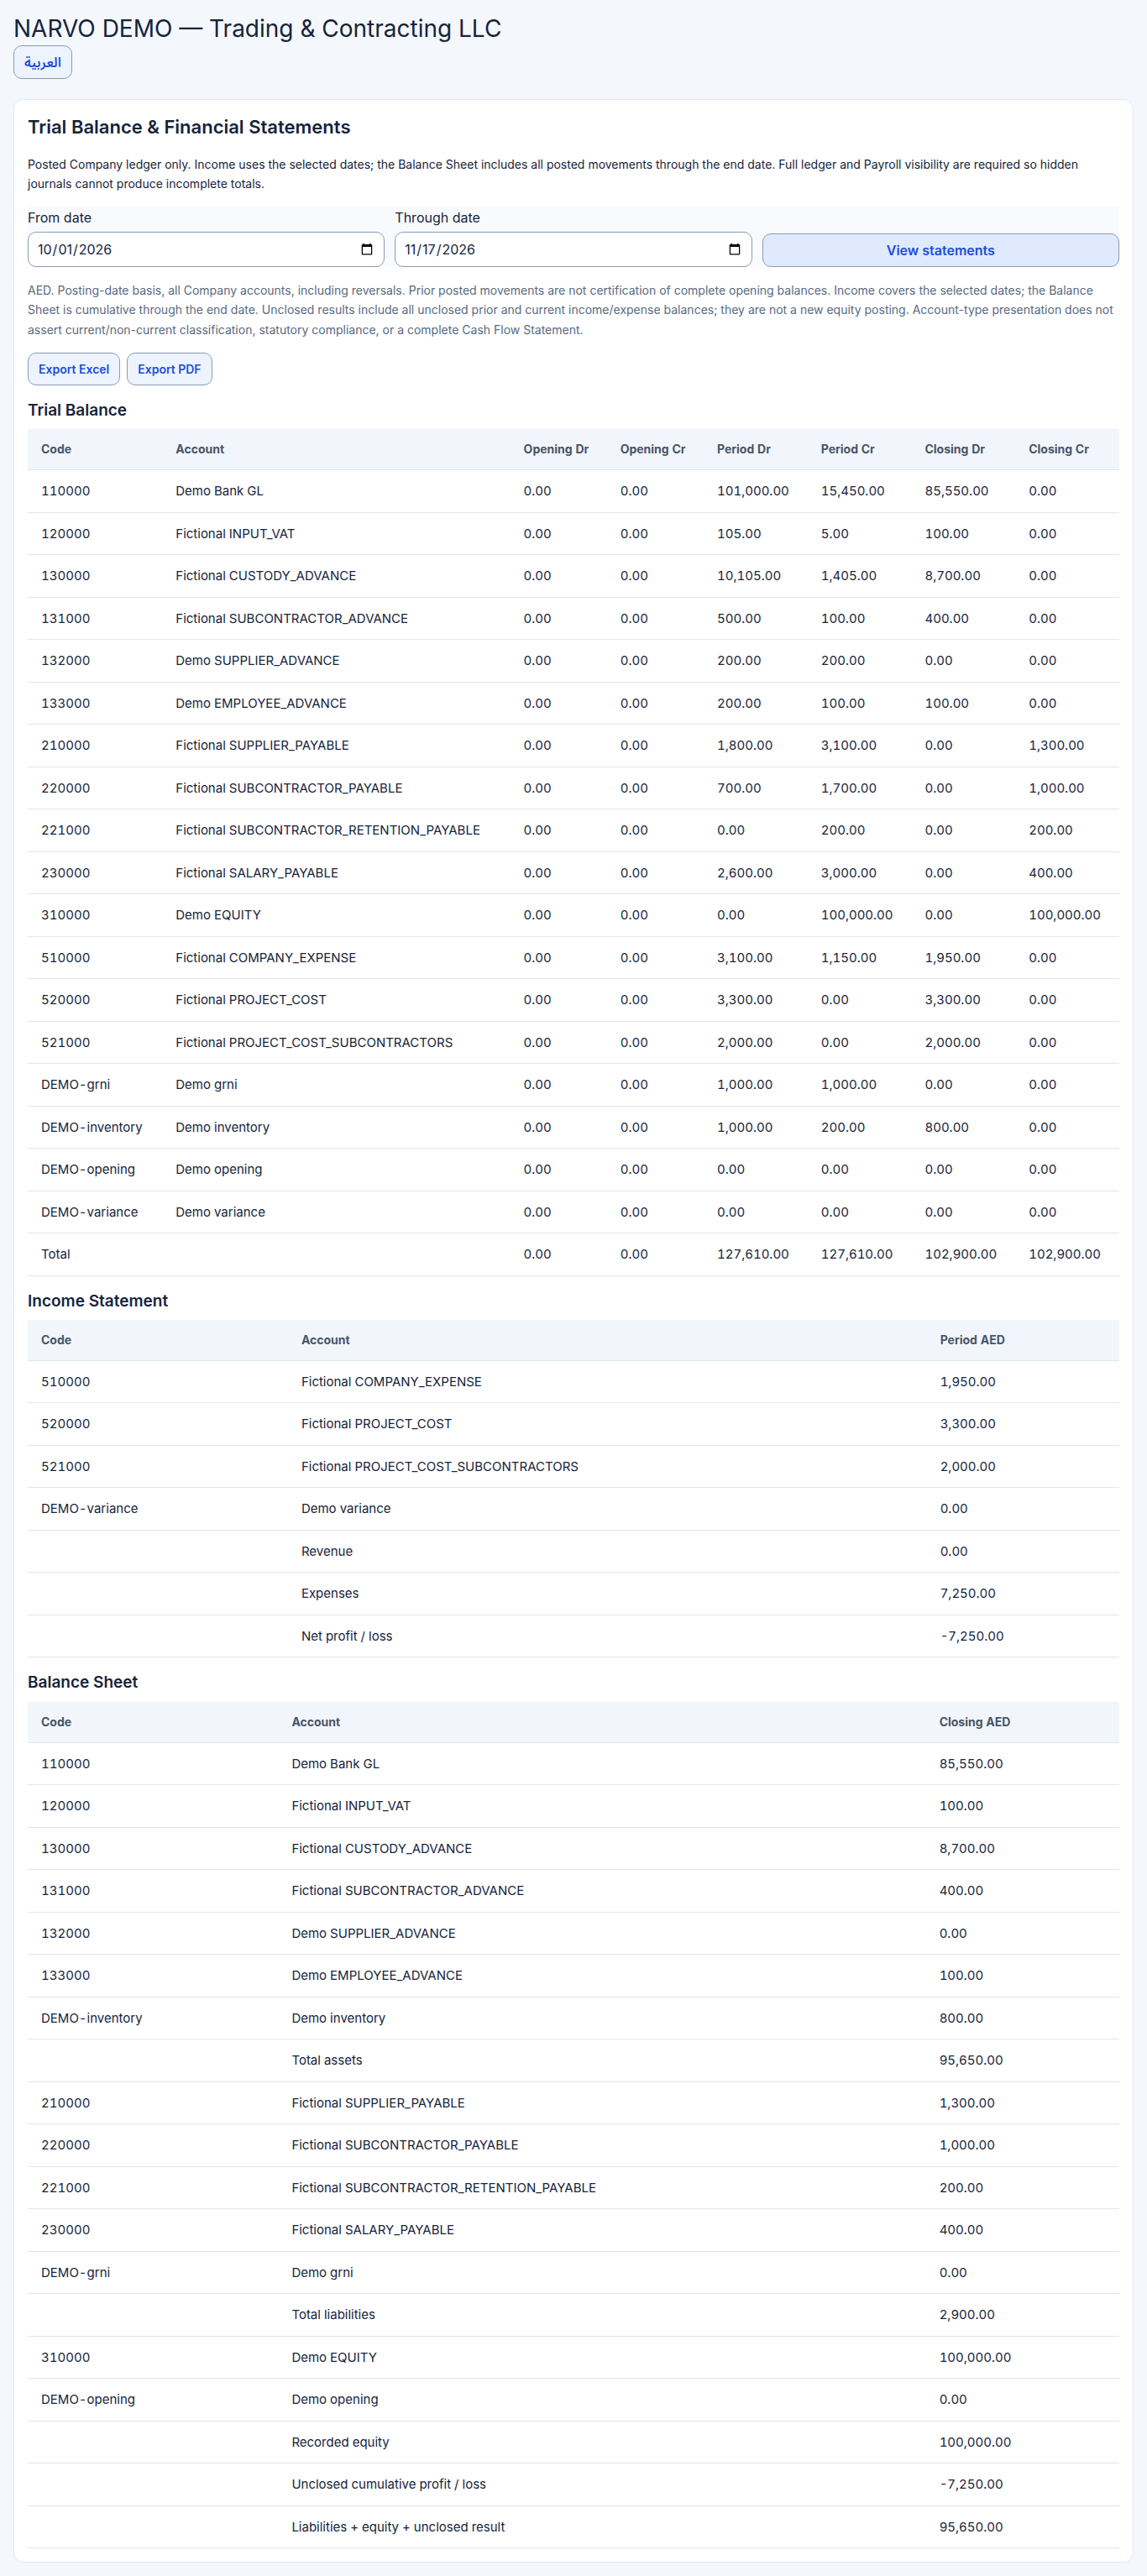 NARVO DEMO — Trading & Contracting LLC
العربية
Trial Balance & Financial Statements
Posted Company ledger only. Income uses the selected dates; the Balance Sheet includes all posted movements through the end date. Full ledger and Payroll visibility are required so hidden
journals cannot produce incomplete totals.
From date Through date
10/01/2026 11/17/2026 View statements
AED. Posting-date basis, all Company accounts, including reversals. Prior posted movements are not certification of complete opening balances. Income covers the selected dates; the Balance
Sheet is cumulative through the end date. Unclosed results include all unclosed prior and current income/expense balances; they are not a new equity posting. Account-type presentation does not
assert current/non-current classification, statutory compliance, or a complete Cash Flow Statement.
Export Excel Export PDF
Trial Balance
Code Account Opening Dr Opening Cr Period Dr Period Cr Closing Dr Closing Cr
110000 Demo Bank GL 0.00 0.00 101,000.00 15,450.00 85,550.00 0.00
120000 Fictional INPUT_VAT 0.00 0.00 105.00 5.00 100.00 0.00
130000 Fictional CUSTODY_ADVANCE 0.00 0.00 10,105.00 1,405.00 8,700.00 0.00
131000 Fictional SUBCONTRACTOR_ADVANCE 0.00 0.00 500.00 100.00 400.00 0.00
132000 Demo SUPPLIER_ADVANCE 0.00 0.00 200.00 200.00 0.00 0.00
133000 Demo EMPLOYEE_ADVANCE 0.00 0.00 200.00 100.00 100.00 0.00
210000 Fictional SUPPLIER_PAYABLE 0.00 0.00 1,800.00 3,100.00 0.00 1,300.00
220000 Fictional SUBCONTRACTOR_PAYABLE 0.00 0.00 700.00 1,700.00 0.00 1,000.00
221000 Fictional SUBCONTRACTOR_RETENTION_PAYABLE 0.00 0.00 0.00 200.00 0.00 200.00
230000 Fictional SALARY_PAYABLE 0.00 0.00 2,600.00 3,000.00 0.00 400.00
310000 Demo EQUITY 0.00 0.00 0.00 100,000.00 0.00 100,000.00
510000 Fictional COMPANY_EXPENSE 0.00 0.00 3,100.00 1,150.00 1,950.00 0.00
520000 Fictional PROJECT_COST 0.00 0.00 3,300.00 0.00 3,300.00 0.00
521000 Fictional PROJECT_COST_SUBCONTRACTORS 0.00 0.00 2,000.00 0.00 2,000.00 0.00
DEMO-grni Demo grni 0.00 0.00 1,000.00 1,000.00 0.00 0.00
DEMO-inventory Demo inventory 0.00 0.00 1,000.00 200.00 800.00 0.00
DEMO-opening Demo opening 0.00 0.00 0.00 0.00 0.00 0.00
DEMO-variance Demo variance 0.00 0.00 0.00 0.00 0.00 0.00
Total 0.00 0.00 127,610.00 127,610.00 102,900.00 102,900.00
Income Statement
Code Account Period AED
510000 Fictional COMPANY_EXPENSE 1,950.00
520000 Fictional PROJECT_COST 3,300.00
521000 Fictional PROJECT_COST_SUBCONTRACTORS 2,000.00
DEMO-variance Demo variance 0.00
Revenue 0.00
Expenses 7,250.00
Net profit / loss -7,250.00
Balance Sheet
Code Account Closing AED
110000 Demo Bank GL 85,550.00
120000 Fictional INPUT_VAT 100.00
130000 Fictional CUSTODY_ADVANCE 8,700.00
131000 Fictional SUBCONTRACTOR_ADVANCE 400.00
132000 Demo SUPPLIER_ADVANCE 0.00
133000 Demo EMPLOYEE_ADVANCE 100.00
DEMO-inventory Demo inventory 800.00
Total assets 95,650.00
210000 Fictional SUPPLIER_PAYABLE 1,300.00
220000 Fictional SUBCONTRACTOR_PAYABLE 1,000.00
221000 Fictional SUBCONTRACTOR_RETENTION_PAYABLE 200.00
230000 Fictional SALARY_PAYABLE 400.00
DEMO-grni Demo grni 0.00
Total liabilities 2,900.00
310000 Demo EQUITY 100,000.00
DEMO-opening Demo opening 0.00
Recorded equity 100,000.00
Unclosed cumulative profit / loss -7,250.00
Liabilities + equity + unclosed result 95,650.00